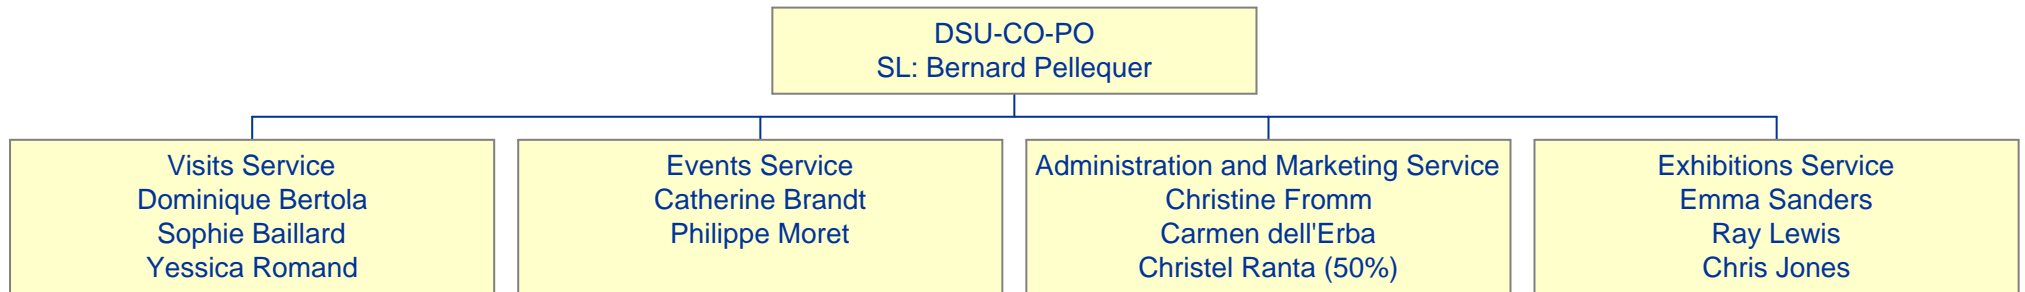 DSU-CO-PO
SL: Bernard Pellequer
Visits Service
Dominique Bertola
Sophie Baillard
Yessica Romand
Events Service
Catherine Brandt
Philippe Moret
Administration and Marketing Service
Christine Fromm
Carmen dell'Erba
Christel Ranta (50%)
Exhibitions Service
Emma Sanders
Ray Lewis
Chris Jones